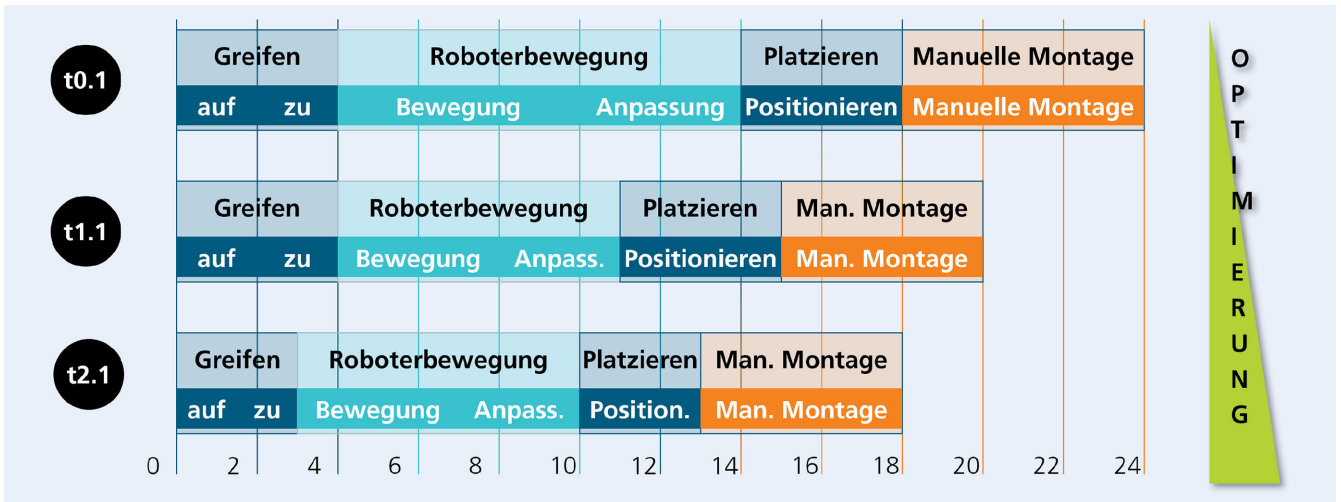 t0.1
Greifen Roboterbewegung Platzieren Manuelle Montage
auf zu Bewegung Anpassung Positionieren Manuelle Montage
t1.1
Greifen Roboterbewegung Platzieren Man. Montage
auf zu Bewegung Anpass. Positionieren Man. Montage
t2.1
Greifen Roboterbewegung Platzieren Man. Montage
auf zu Bewegung Anpass. Position. Man. Montage
0 2 4 6 8 10 12 14 16 18 20 22 24
O
P
T
I
M
I
E
R
U
N
G